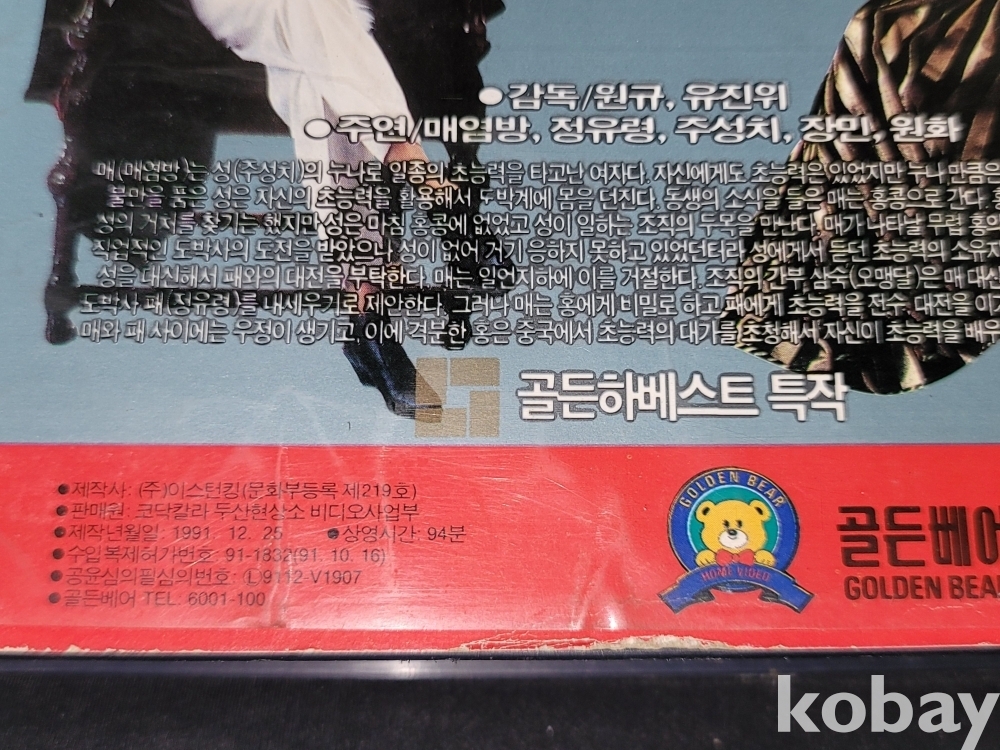 ●감독/원규, 유진위
●주연/매염방, 정유령, 주성치, 장민, 원화
매(매염방)는 성(주성치)의 누나로 일종의 초능력을 타고난 여자다. 자신에게도 초능력은 있었지만 누나 만큼은
불만을 품은 성은 자신의 초능력을 활용해서 도박계에 몸을 던진다. 동생의 소식을 들은 매는 홍콩으로 간다.
성의 거처를 찾기는 했지만 성은 마침 홍콩에 없었고 성이 일하는 조직의 두목을 만난다. 매가 나타날 무렵 홍의
직업적인 도박사의 도전을 받았으나 성이 없어 거기 응하지 못하고 있었던터라 성에게서 듣던 초능력의 소유자
성을 대신해서 패와의 대전을 부탁한다. 매는 일언지하에 이를 거절한다. 조직의 간부, 삼숙(오맹달)은 매 대신
도박사 패(정유령)를 내세우기로 제안한다. 그러나 매는 홍에게 비밀로 하고 패에게 초능력을 전수 대전을 이기
매와 패 사이에는 우정이 생기고, 이에 격분한 홍은 중국에서 초능력의 대가를 초청해서 자신이 초능력을 배우
골든하베스트 특작
●제작사: (주)이스턴킹(문화부등록 제219호)
●판매원: 코닥칼라 두산현상소 비디오사업부
●제작년월일: 1991. 12. 25 ●상영시간: 94분
●수입복제허가번호: 91-1832(91. 10. 16)
●공윤심의필심의번호: Ⓛ9112-V1907
●골든베어 TEL: 6001-100
GOLDEN BEAR
HOME VIDEO
골든베어
GOLDEN BEAR
kobay